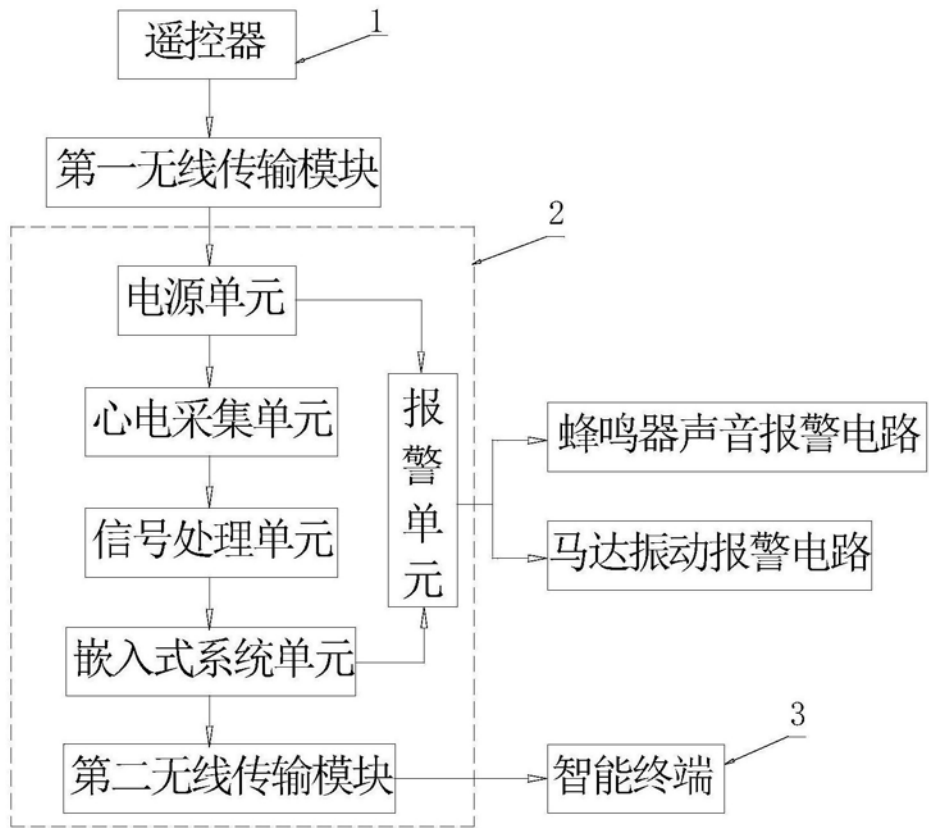 遥控器
1
第一无线传输模块
2
电源单元
心电采集单元
报警单元
蜂鸣器声音报警电路
信号处理单元
马达振动报警电路
嵌入式系统单元
第二无线传输模块
智能终端
3